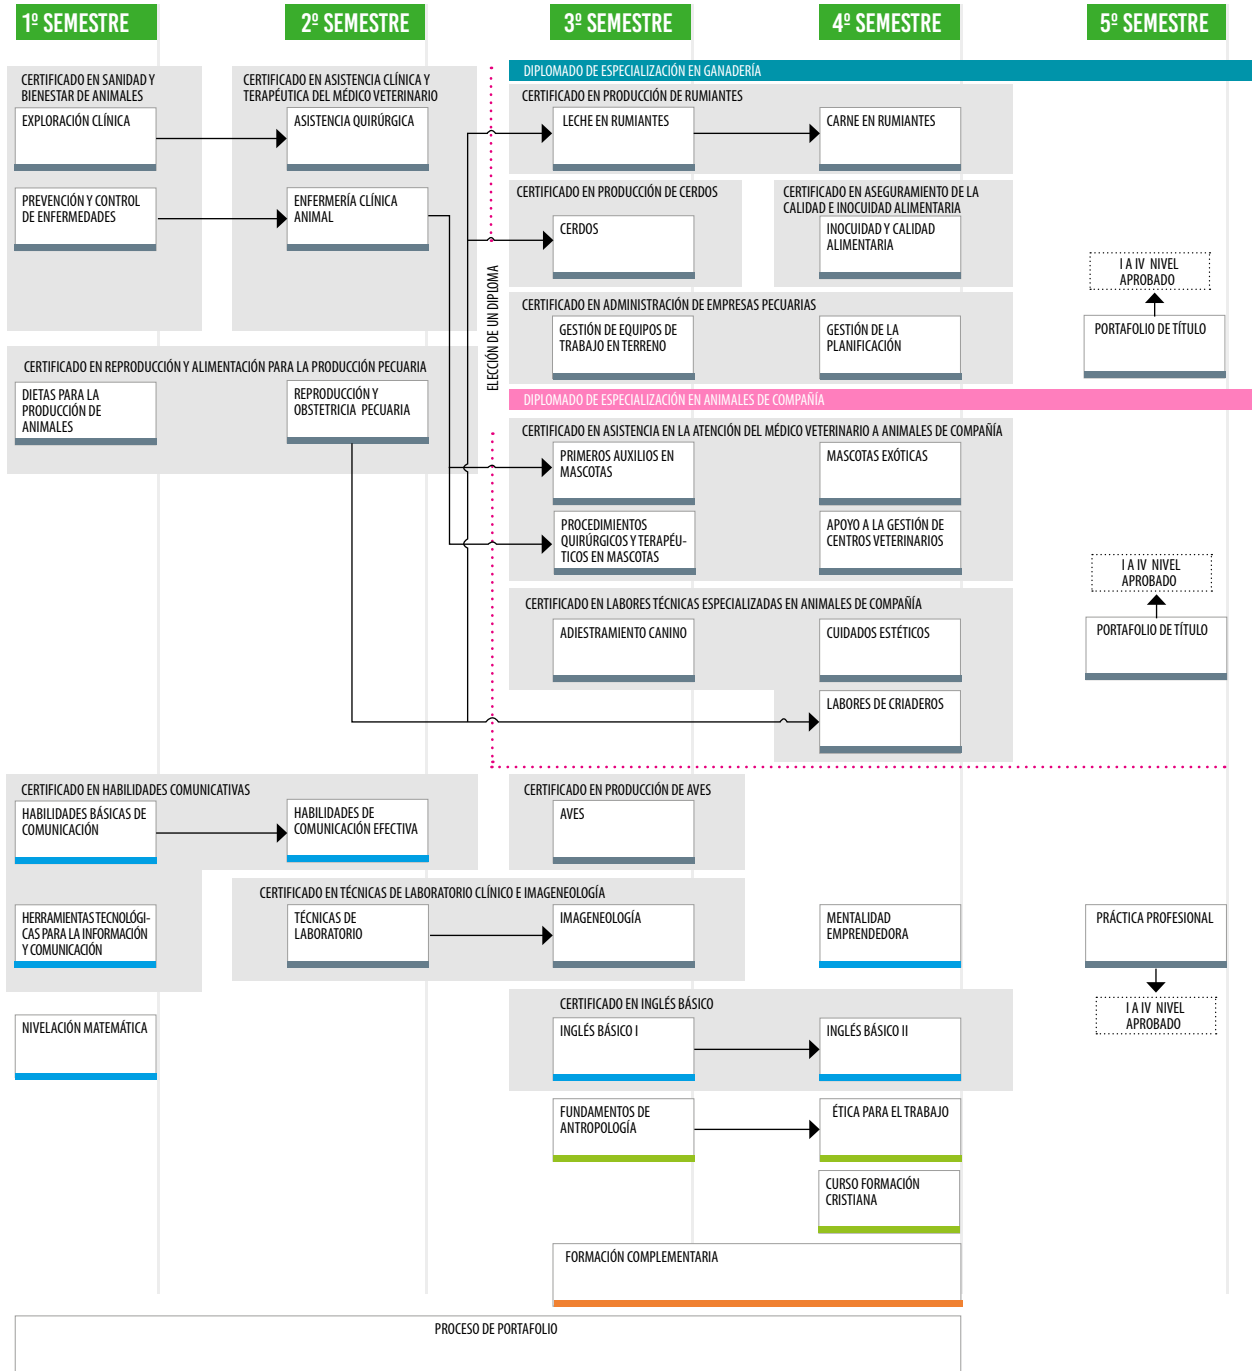 1º SEMESTRE
2º SEMESTRE
3º SEMESTRE
4º SEMESTRE
5º SEMESTRE
CERTIFICADO EN SANIDAD Y
BIENESTAR DE ANIMALES
EXPLORACIÓN CLÍNICA
PREVENCIÓN Y CONTROL
DE ENFERMEDADES
CERTIFICADO EN ASISTENCIA CLÍNICA Y
TERAPÉUTICA DEL MÉDICO VETERINARIO
ASISTENCIA QUIRÚRGICA
ENFERMERÍA CLÍNICA
ANIMAL
CERTIFICADO EN REPRODUCCIÓN Y ALIMENTACIÓN PARA LA PRODUCCIÓN PECUARIA
DIETAS PARA LA
PRODUCCIÓN DE
ANIMALES
REPRODUCCIÓN Y
OBSTETRICIA PECUARIA
ELECCIÓN DE UN DIPLOMA
DIPLOMADO DE ESPECIALIZACIÓN EN GANADERÍA
CERTIFICADO EN PRODUCCIÓN DE RUMIANTES
LECHE EN RUMIANTES
CARNE EN RUMIANTES
CERTIFICADO EN PRODUCCIÓN DE CERDOS
CERDOS
CERTIFICADO EN ASEGURAMIENTO DE LA
CALIDAD E INOCUIDAD ALIMENTARIA
INOCUIDAD Y CALIDAD
ALIMENTARIA
CERTIFICADO EN ADMINISTRACIÓN DE EMPRESAS PECUARIAS
GESTIÓN DE EQUIPOS DE
TRABAJO EN TERRENO
GESTIÓN DE LA
PLANIFICACIÓN
I A IV NIVEL
APROBADO
PORTAFOLIO DE TÍTULO
DIPLOMADO DE ESPECIALIZACIÓN EN ANIMALES DE COMPAÑÍA
CERTIFICADO EN ASISTENCIA EN LA ATENCIÓN DEL MÉDICO VETERINARIO A ANIMALES DE COMPAÑÍA
PRIMEROS AUXILIOS EN
MASCOTAS
MASCOTAS EXÓTICAS
PROCEDIMIENTOS
QUIRÚRGICOS Y TERAPÉU-
TICOS EN MASCOTAS
APOYO A LA GESTIÓN DE
CENTROS VETERINARIOS
CERTIFICADO EN LABORES TÉCNICAS ESPECIALIZADAS EN ANIMALES DE COMPAÑÍA
ADIESTRAMIENTO CANINO
CUIDADOS ESTÉTICOS
LABORES DE CRIADEROS
I A IV NIVEL
APROBADO
PORTAFOLIO DE TÍTULO
CERTIFICADO EN HABILIDADES COMUNICATIVAS
HABILIDADES BÁSICAS DE
COMUNICACIÓN
HABILIDADES DE
COMUNICACIÓN EFECTIVA
CERTIFICADO EN PRODUCCIÓN DE AVES
AVES
HERRAMIENTAS TECNOLÓGI-
CAS PARA LA INFORMACIÓN
Y COMUNICACIÓN
CERTIFICADO EN TÉCNICAS DE LABORATORIO CLÍNICO E IMAGENEOLOGÍA
TÉCNICAS DE
LABORATORIO
IMAGENEOLOGÍA
MENTALIDAD
EMPRENDEDORA
PRÁCTICA PROFESIONAL
I A IV NIVEL
APROBADO
NIVELACIÓN MATEMÁTICA
CERTIFICADO EN INGLÉS BÁSICO
INGLÉS BÁSICO I
INGLÉS BÁSICO II
FUNDAMENTOS DE
ANTROPOLOGÍA
ÉTICA PARA EL TRABAJO
CURSO FORMACIÓN
CRISTIANA
FORMACIÓN COMPLEMENTARIA
PROCESO DE PORTAFOLIO